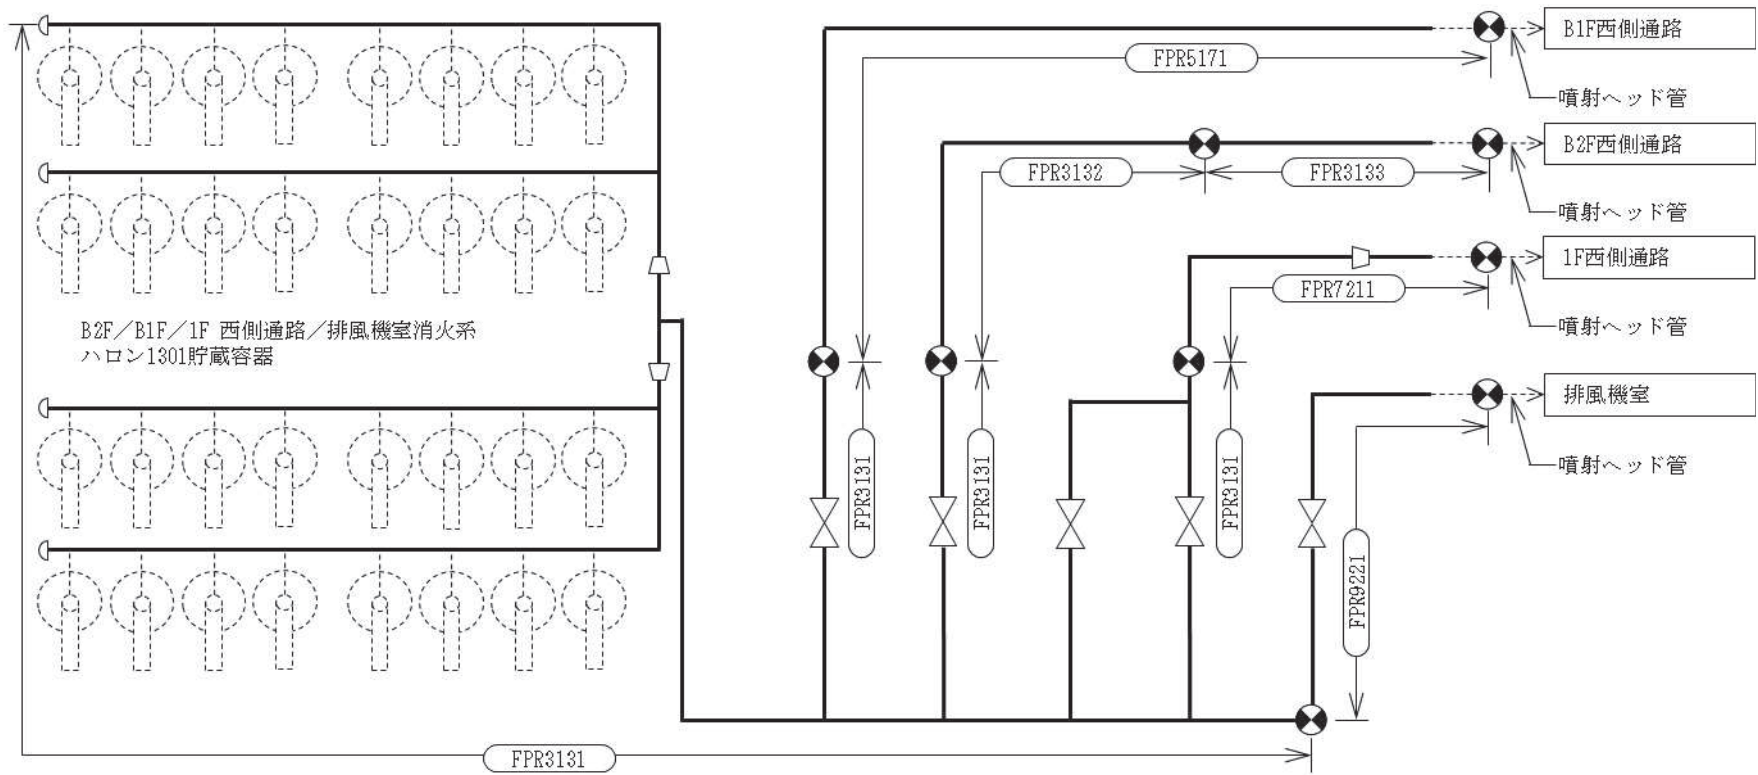 B1F西側通路
FPR5171
噴射ヘッド管
B2F西側通路
FPR3132
FPR3133
噴射ヘッド管
1F西側通路
FPR7211
噴射ヘッド管
B2F/B1F/1F 西側通路/排風機室消火系
ハロン1301貯蔵容器
排風機室
噴射ヘッド管
FPR3131
FPR3131
FPR3131
FPR9221
FPR3131